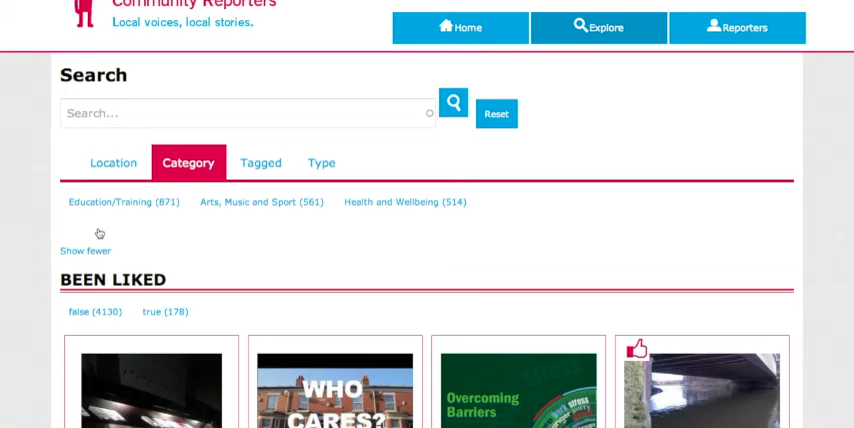 Community Reporters
Local voices, local stories.
Home
Explore
Reporters
Search
Search...
Reset
Location
Category
Tagged
Type
Education/Training (871)
Arts, Music and Sport (561)
Health and Wellbeing (514)
Show fewer
BEEN LIKED
false (4130)
true (178)
WHO
CARES?
Overcoming
Barriers
stress